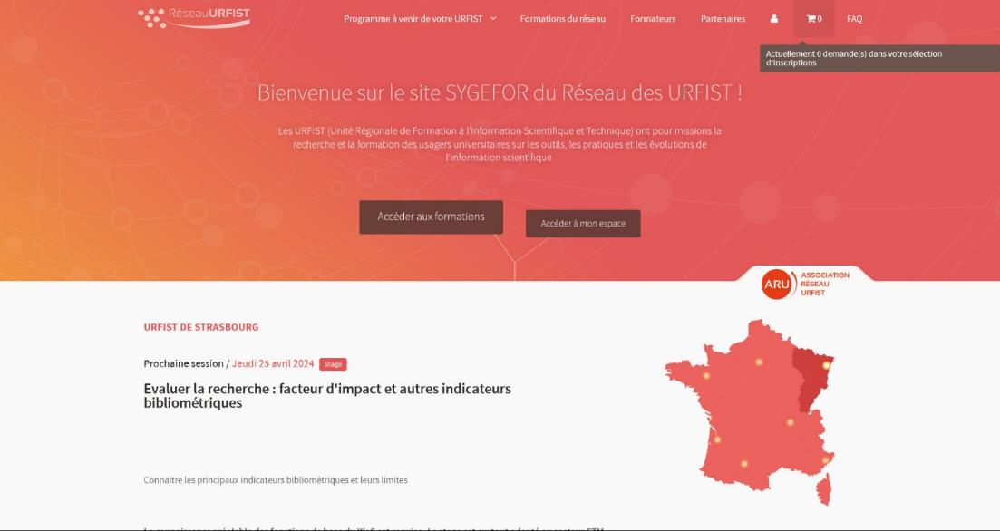 RéseauURFIST
Programme à venir de votre URFIST
Formations du réseau
Formateurs
Partenaires
0
FAQ
Actuellement 0 demande(s) dans votre sélection
d'inscriptions
Bienvenue sur le site SYGEFOR du Réseau des URFIST !
Les URFIST (Unité Régionale de Formation à l'Information Scientifique et Technique) ont pour missions la
recherche et la formation des usagers universitaires sur les outils, les pratiques et les évolutions de
l'information scientifique.
Accéder aux formations
Accéder à mon espace
ARU
ASSOCIATION
RÉSEAU
URFIST
URFIST DE STRASBOURG
Prochaine session / Jeudi 25 avril 2024 Stage
Evaluer la recherche : facteur d'impact et autres indicateurs
bibliométriques
Connaitre les principaux indicateurs bibliométriques et leurs limites